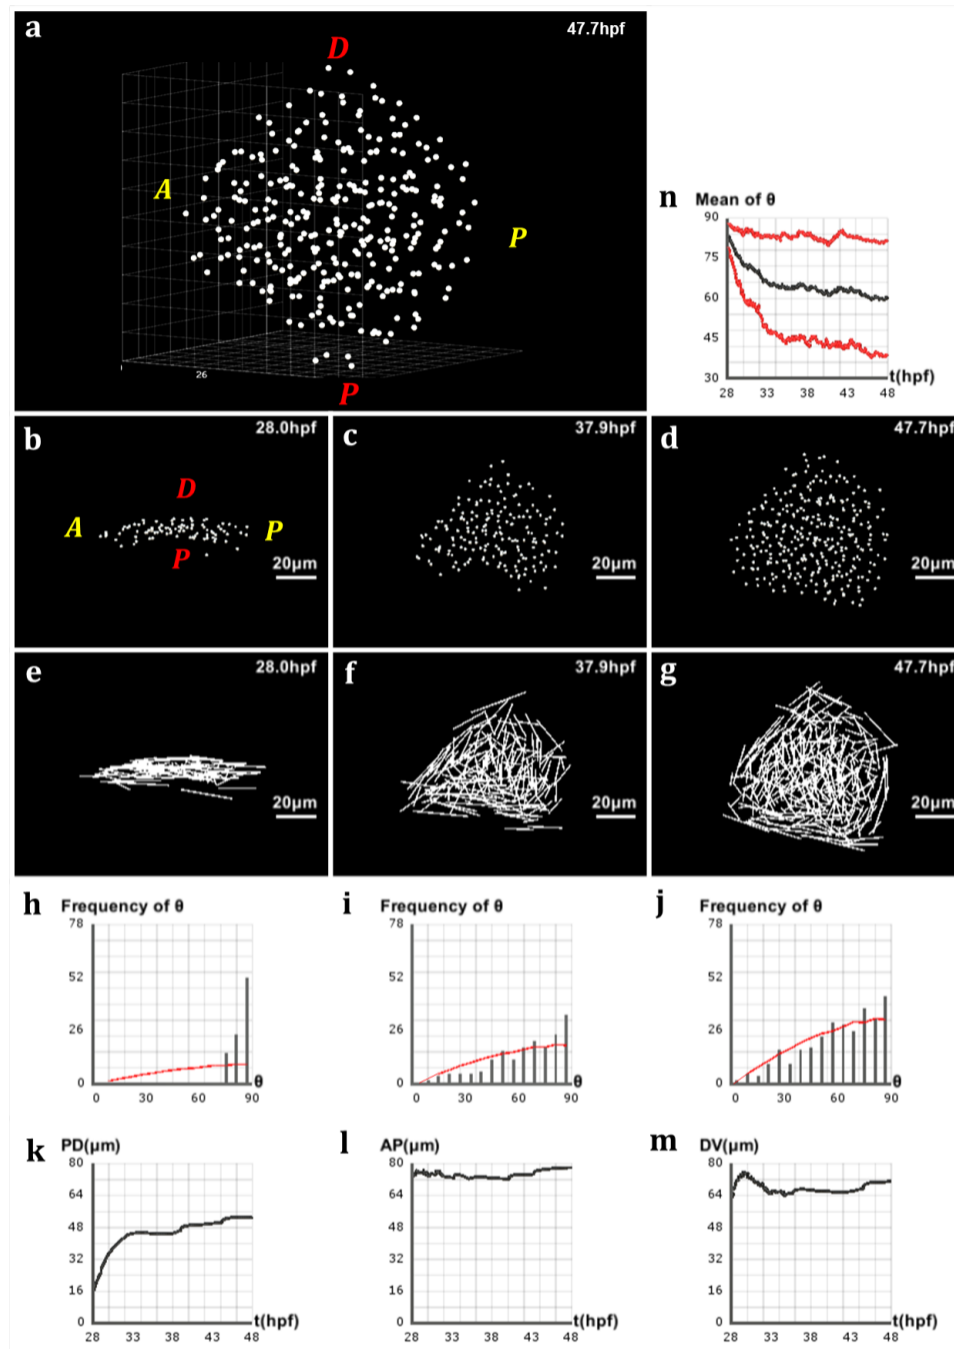 a
47.7hpf
D
A
P
26
P
n Mean of θ
90
75
60
45
30
28 33 38 43 48
t(hpf)
b
28.0hpf
D
A
P
P
20μm
c
37.9hpf
20μm
d
47.7hpf
20μm
e
28.0hpf
20μm
f
37.9hpf
20μm
g
47.7hpf
20μm
h Frequency of θ
78
52
26
0
0 30 60 90
θ
i Frequency of θ
78
52
26
0
0 30 60 90
θ
j Frequency of θ
78
52
26
0
0 30 60 90
θ
k PD(μm)
80
64
48
32
16
0
28 33 38 43 48
t(hpf)
l AP(μm)
80
64
48
32
16
0
28 33 38 43 48
t(hpf)
m DV(μm)
80
64
48
32
16
0
28 33 38 43 48
t(hpf)